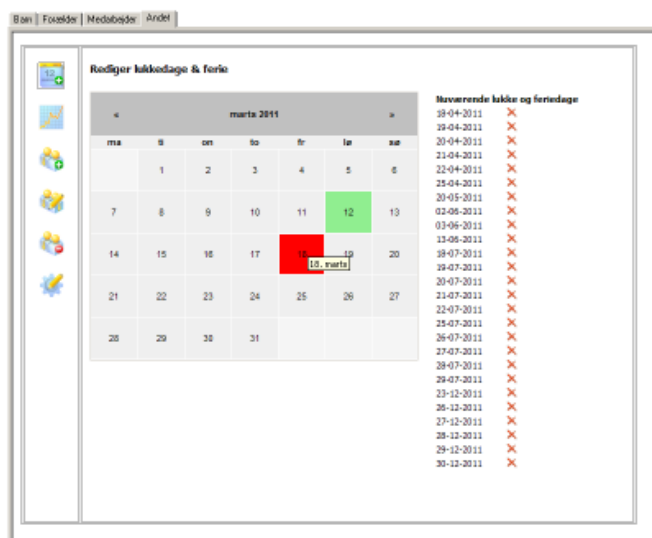 Børn Forælder Medarbejder Andet
Rediger lukkedage & ferie
« marts 2011 »
ma ti on to fr lø sø
1 2 3 4 5 6
7 8 9 10 11 12 13
14 15 16 17 18 19 20
18. marts
21 22 23 24 25 26 27
28 29 30 31
Nuværende lukke og feriedage
18-04-2011
19-04-2011
20-04-2011
21-04-2011
22-04-2011
25-04-2011
20-05-2011
02-06-2011
03-06-2011
13-06-2011
18-07-2011
19-07-2011
20-07-2011
21-07-2011
22-07-2011
25-07-2011
26-07-2011
27-07-2011
28-07-2011
29-07-2011
23-12-2011
26-12-2011
27-12-2011
28-12-2011
29-12-2011
30-12-2011
12